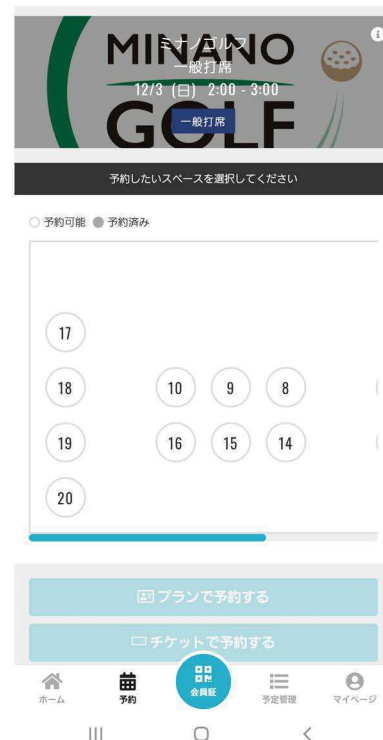 MINANO
ミナノゴルフ
一般打席
12/3 (日) 2:00 - 3:00
GOLF
一般打席
予約したいスペースを選択してください
予約可能 予約済み
17
18 10 9 8
19 16 15 14
20
プランで予約する
チケットで予約する
ホーム 予約 会員証 予定管理 マイページ